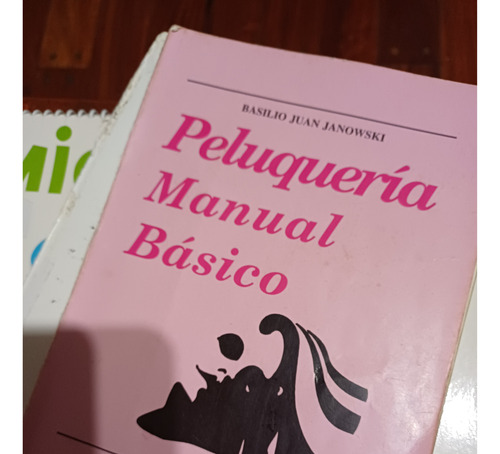 BASILIO JUAN JANOWSKI
Peluquería
Manual
Básico